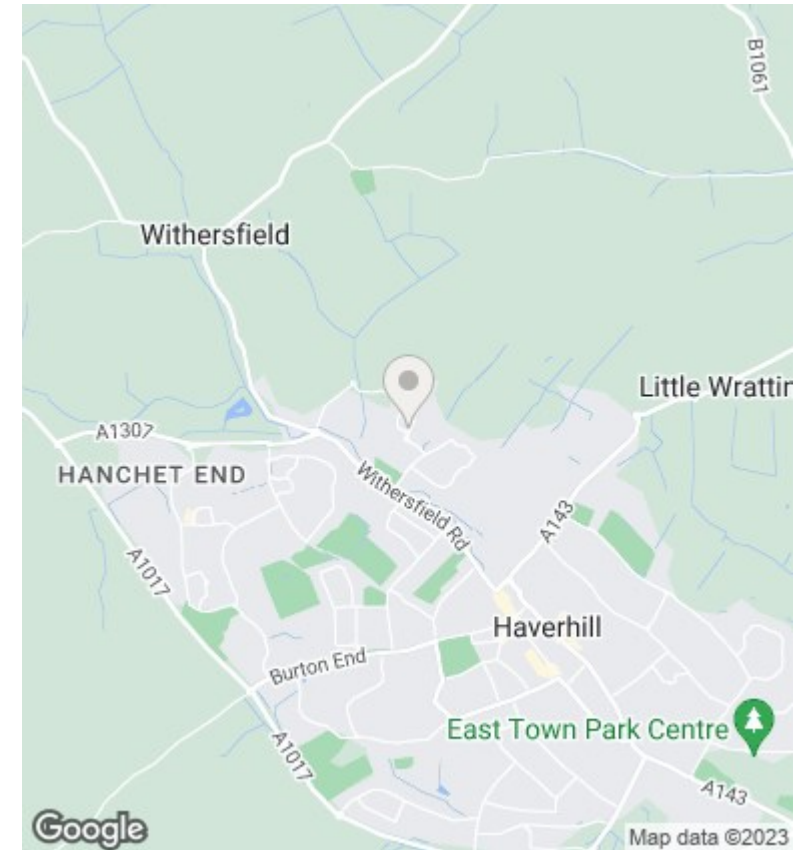 B1061
Withersfield
Little Wrattin
A1307
HANCHET END
Withersfield Rd
A143
A1017
Haverhill
Burton End
East Town Park Centre
A1017
A143
Google
Map data ©2023